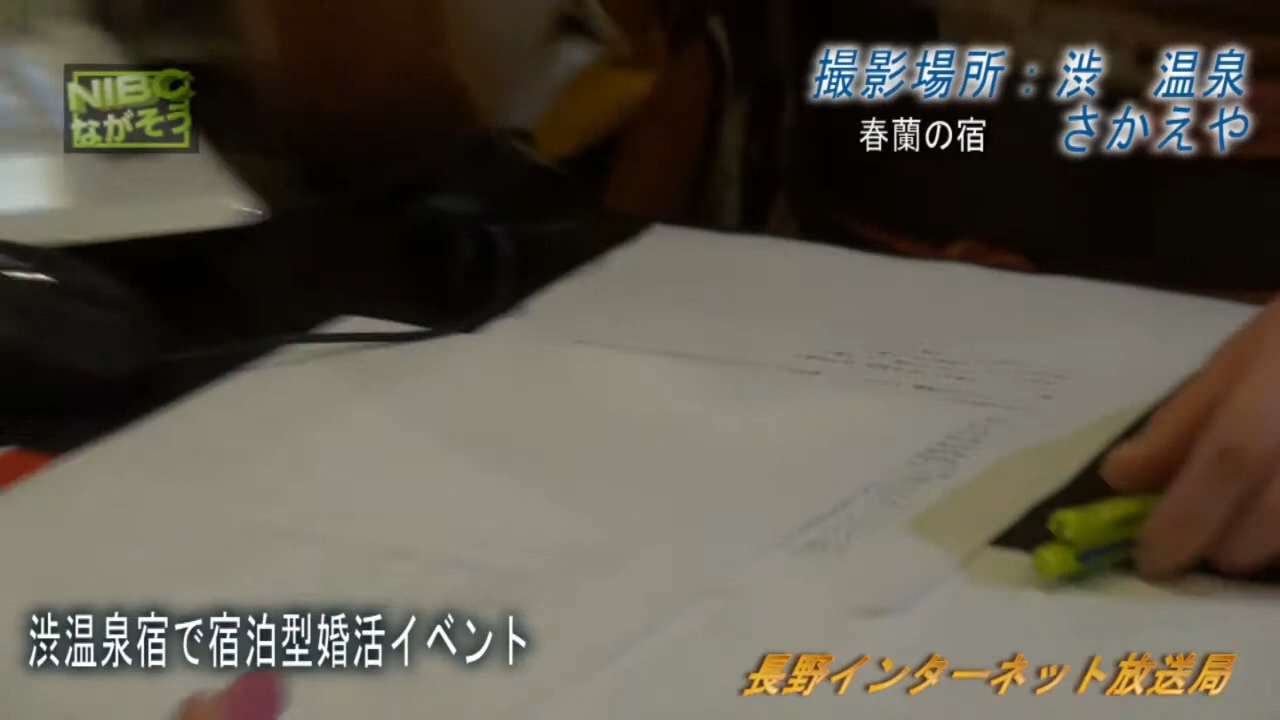 NIBC
ながそう
撮影場所：渋　温泉
春蘭の宿　さかえや
渋温泉宿で宿泊型婚活イベント
長野インターネット放送局